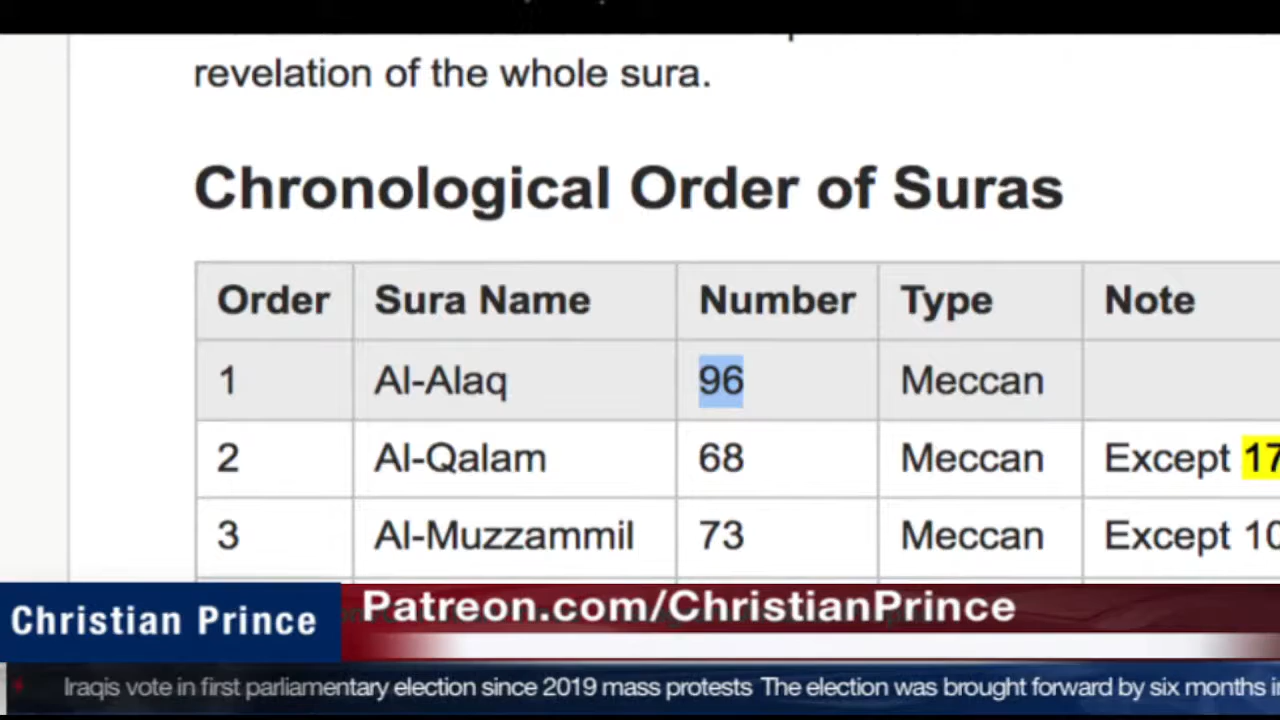 revelation of the whole sura.
Chronological Order of Suras
Order Sura Name Number Type Note
1 Al-Alaq 96 Meccan
2 Al-Qalam 68 Meccan Except 17
3 Al-Muzzammil 73 Meccan Except 10
Christian Prince
Patreon.com/ChristianPrince
Iraqis vote in first parliamentary election since 2019 mass protests The election was brought forward by six months